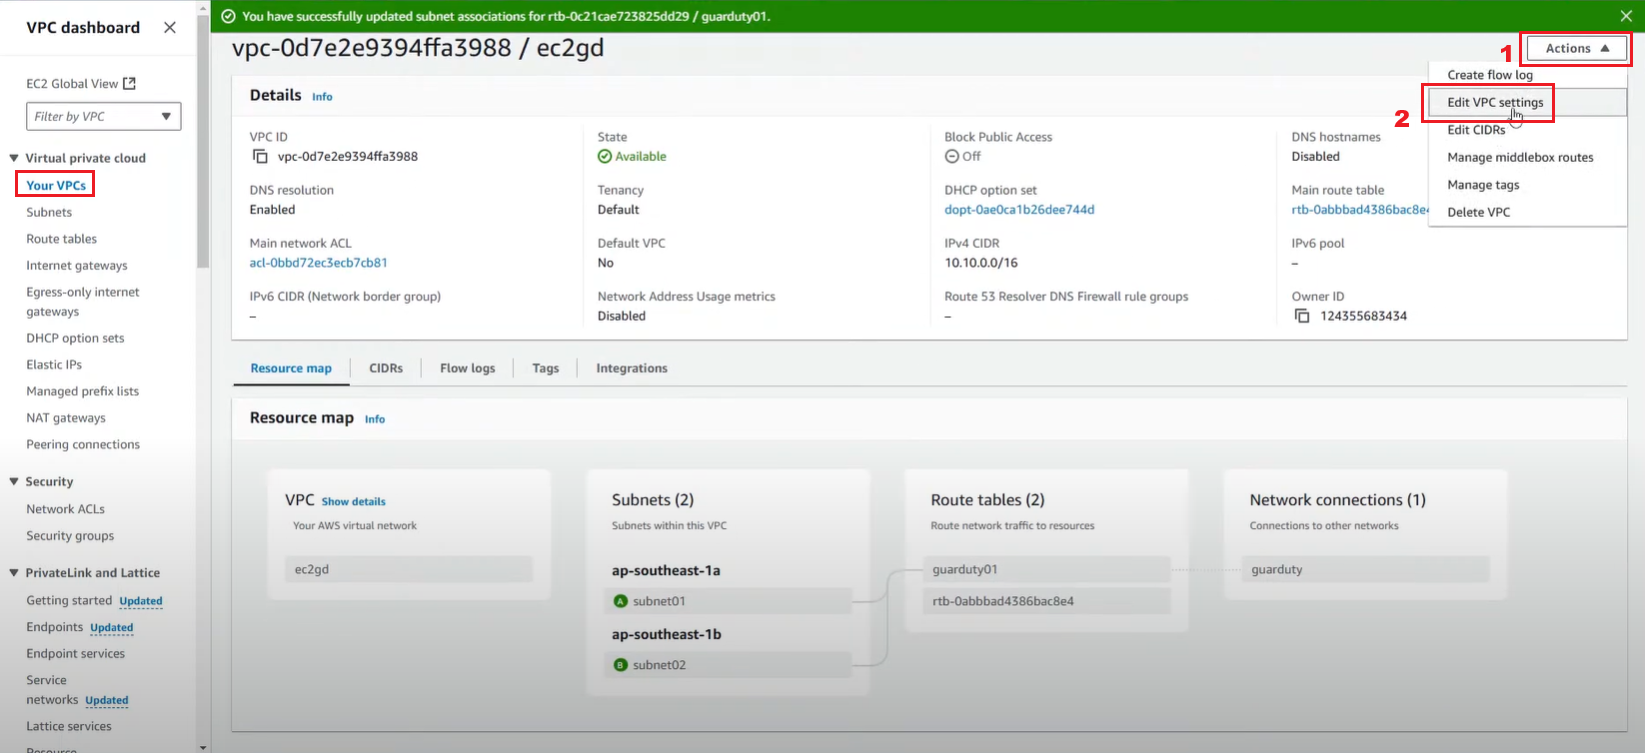 VPC dashboard
EC2 Global View
Filter by VPC
Virtual private cloud
Your VPCs
Subnets
Route tables
Internet gateways
Egress-only internet
gateways
DHCP option sets
Elastic IPs
Managed prefix lists
NAT gateways
Peering connections
Security
Network ACLs
Security groups
PrivateLink and Lattice
Getting started Updated
Endpoints Updated
Endpoint services
Service
networks Updated
Lattice services
You have successfully updated subnet associations for rtb-0c21cae723825dd29 / guarduty01.
vpc-0d7e2e9394ffa3988 / ec2gd
1
Actions
Create flow log
2
Edit VPC settings
Edit CIDRs
Manage middlebox routes
Manage tags
Delete VPC
Details Info
VPC ID
vpc-0d7e2e9394ffa3988
State
Available
Block Public Access
Off
DNS hostnames
Disabled
DNS resolution
Enabled
Tenancy
Default
DHCP option set
dopt-0ae0ca1b26dee744d
Main route table
rtb-0abbbad4386bac8e4
Main network ACL
acl-0bbd72ec3ecb7cb81
Default VPC
No
IPv4 CIDR
10.10.0.0/16
IPv6 pool
–
IPv6 CIDR (Network border group)
–
Network Address Usage metrics
Disabled
Route 53 Resolver DNS Firewall rule groups
–
Owner ID
124355683434
Resource map
CIDRs
Flow logs
Tags
Integrations
Resource map Info
VPC Show details
Your AWS virtual network
ec2gd
Subnets (2)
Subnets within this VPC
ap-southeast-1a
A subnet01
ap-southeast-1b
B subnet02
Route tables (2)
Route network traffic to resources
guarduty01
rtb-0abbbad4386bac8e4
Network connections (1)
Connections to other networks
guarduty